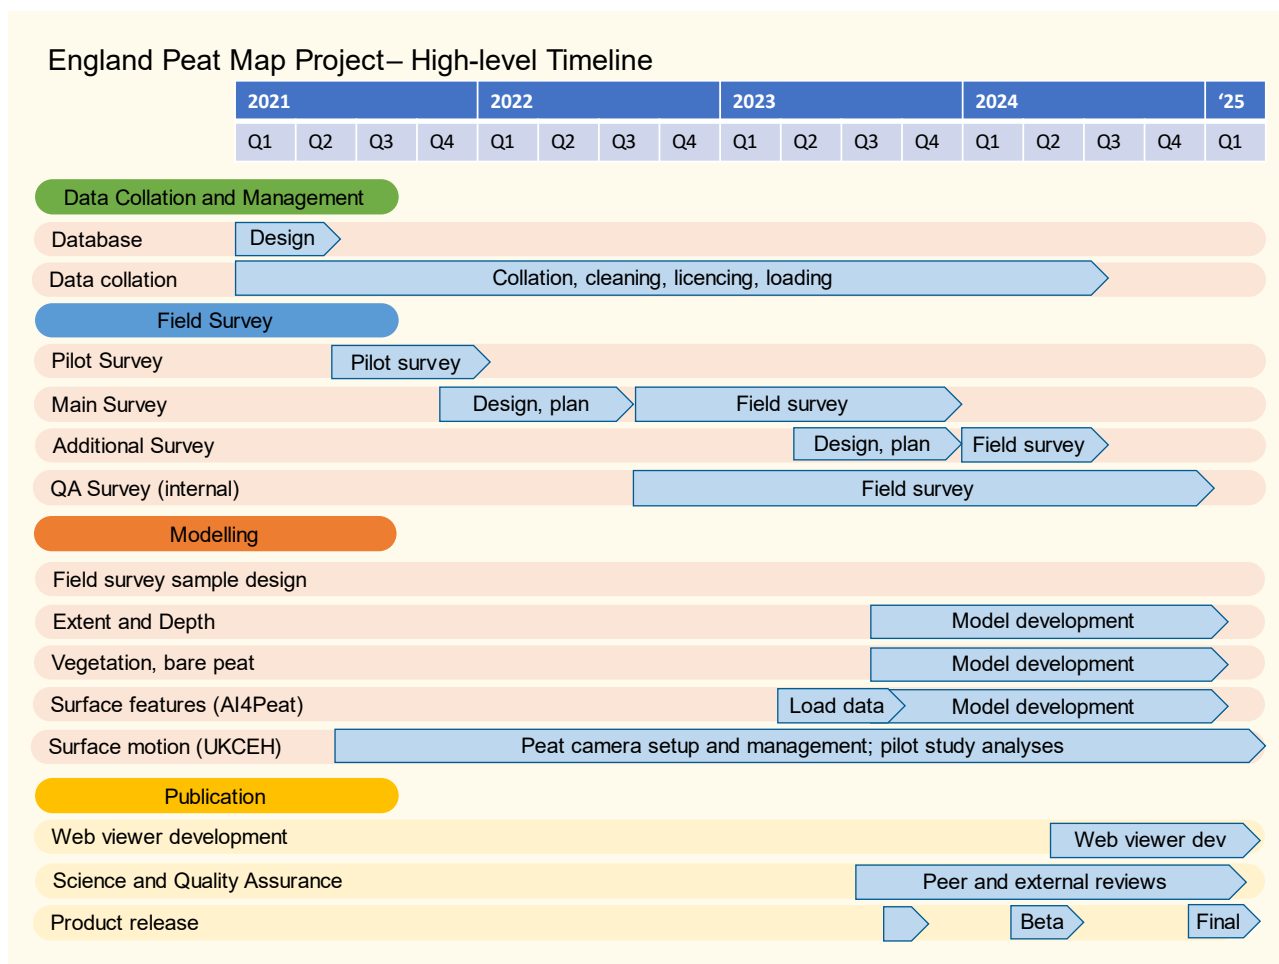 England Peat Map Project– High-level Timeline
2021 2022 2023 2024 ‘25
Q1 Q2 Q3 Q4 Q1 Q2 Q3 Q4 Q1 Q2 Q3 Q4 Q1 Q2 Q3 Q4 Q1
Data Collation and Management
Database Design
Data collation Collation, cleaning, licencing, loading
Field Survey
Pilot Survey Pilot survey
Main Survey Design, plan Field survey
Additional Survey Design, plan Field survey
QA Survey (internal) Field survey
Modelling
Field survey sample design
Extent and Depth Model development
Vegetation, bare peat Model development
Surface features (AI4Peat) Load data Model development
Surface motion (UKCEH) Peat camera setup and management; pilot study analyses
Publication
Web viewer development Web viewer dev
Science and Quality Assurance Peer and external reviews
Product release Beta Final